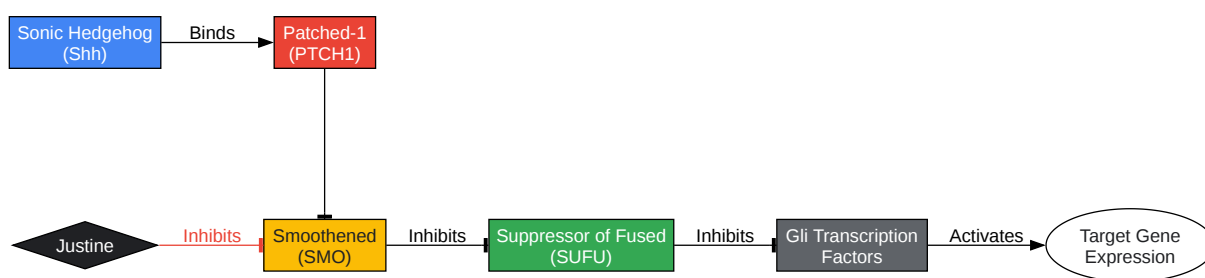 Sonic Hedgehog
(Shh)
Binds
Patched-1
(PTCH1)
Justine
Inhibits
Smoothened
(SMO)
Inhibits
Suppressor of Fused
(SUFU)
Inhibits
Gli Transcription
Factors
Activates
Target Gene
Expression